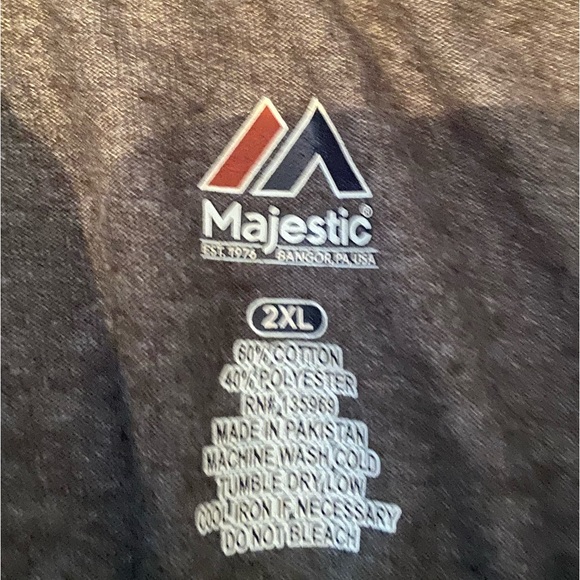 Majestic®
EST. 1976 BANGOR, PA, USA
2XL
60% COTTON
40% POLYESTER
RN# 135969
MADE IN PAKISTAN
MACHINE WASH COLD
TUMBLE DRY LOW
COOL IRON IF NECESSARY
DO NOT BLEACH